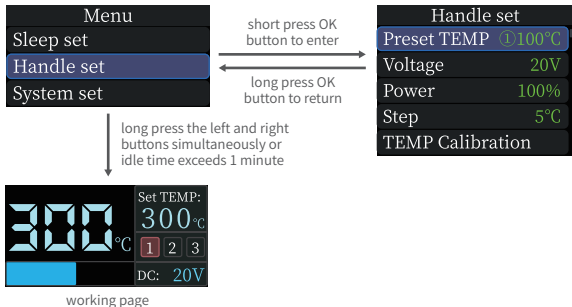 Menu
Sleep set
Handle set
System set
short press OK
button to enter
long press OK
button to return
Handle set
Preset TEMP ①100℃
Voltage 20V
Power 100%
Step 5℃
TEMP Calibration
long press the left and right
buttons simultaneously or
idle time exceeds 1 minute
300℃
Set TEMP:
300℃
1 2 3
DC: 20V
working page